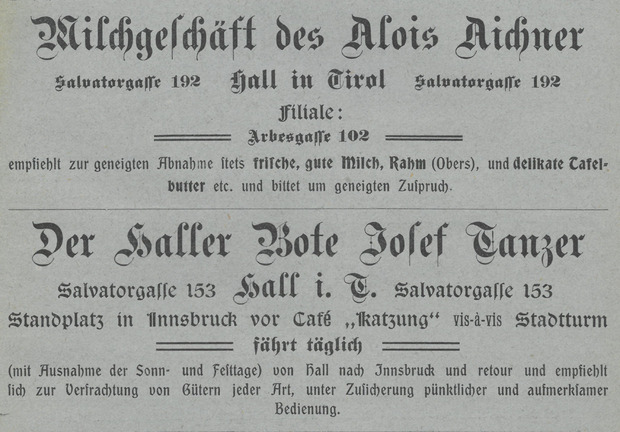 Milchgeſchäft des Alois Aichner
Salvatorgaſſe 192 Hall in Tirol Salvatorgaſſe 192
Filiale:
Arbesgaſſe 102
empfiehlt zur geneigten Abnahme ſtets friſche, gute Milch, Rahm (Obers), und delikate Tafel-
butter etc. und bittet um geneigten Zuſpruch.
Der Haller Bote Joſef Tanzer
Salvatorgaſſe 153 Hall i. T. Salvatorgaſſe 153
Standplatz in Innsbruck vor Café „Katzung“ vis-à-vis Stadtturm
fährt täglich
(mit Ausnahme der Sonn- und Feſttage) von Hall nach Innsbruck und retour und empfiehlt
ſich zur Verfrachtung von Gütern jeder Art, unter Zuſicherung pünktlicher und aufmerkſamer
Bedienung.